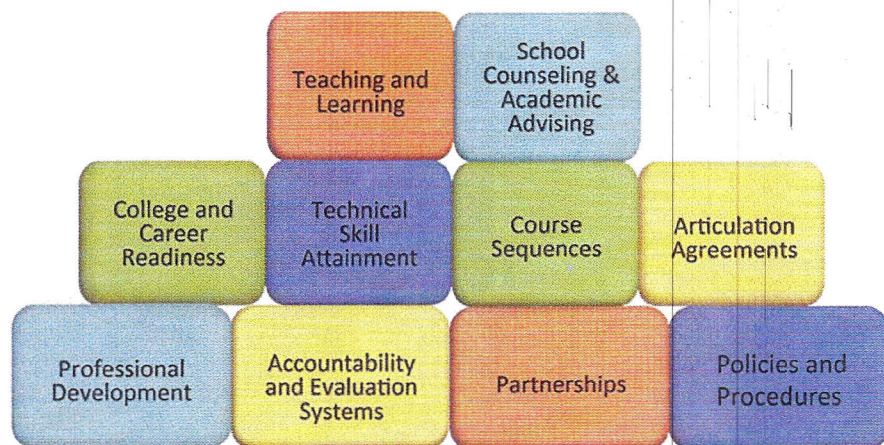 Teaching and
Learning
School
Counseling &
Academic
Advising
College and
Career
Readiness
Technical
Skill
Attainment
Course
Sequences
Articulation
Agreements
Professional
Development
Accountability
and Evaluation
Systems
Partnerships
Policies and
Procedures